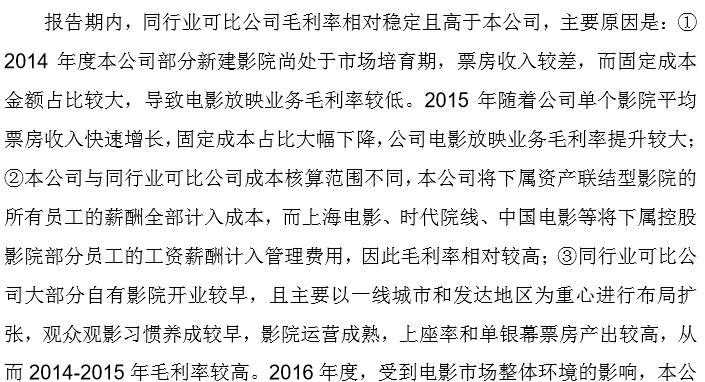 报告期内，同行业可比公司毛利率相对稳定且高于本公司，主要原因是：①
2014 年度本公司部分新建影院尚处于市场培育期，票房收入较差，而固定成本
金额占比较大，导致电影放映业务毛利率较低。2015 年随着公司单个影院平均
票房收入快速增长，固定成本占比大幅下降，公司电影放映业务毛利率提升较大；
②本公司与同行业可比公司成本核算范围不同，本公司将下属资产联结型影院的
所有员工的薪酬全部计入成本，而上海电影、时代院线、中国电影等将下属控股
影院部分员工的工资薪酬计入管理费用，因此毛利率相对较高；③同行业可比公
司大部分自有影院开业较早，且主要以一线城市和发达地区为重心进行布局扩
张，观众观影习惯养成较早，影院运营成熟，上座率和单银幕票房产出较高，从
而 2014-2015 年毛利率较高。2016 年度，受到电影市场整体环境的影响，本公